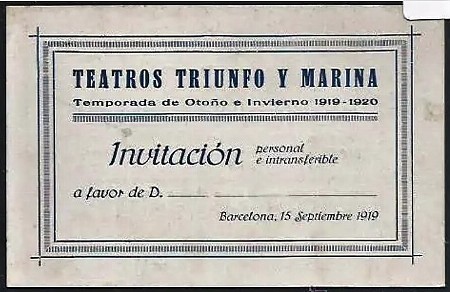 TEATROS TRIUNFO Y MARINA
Temporada de Otoño e Invierno 1919-1920
Invitación personal
e intransferible
a favor de D.
Barcelona, 15 Septiembre 1919